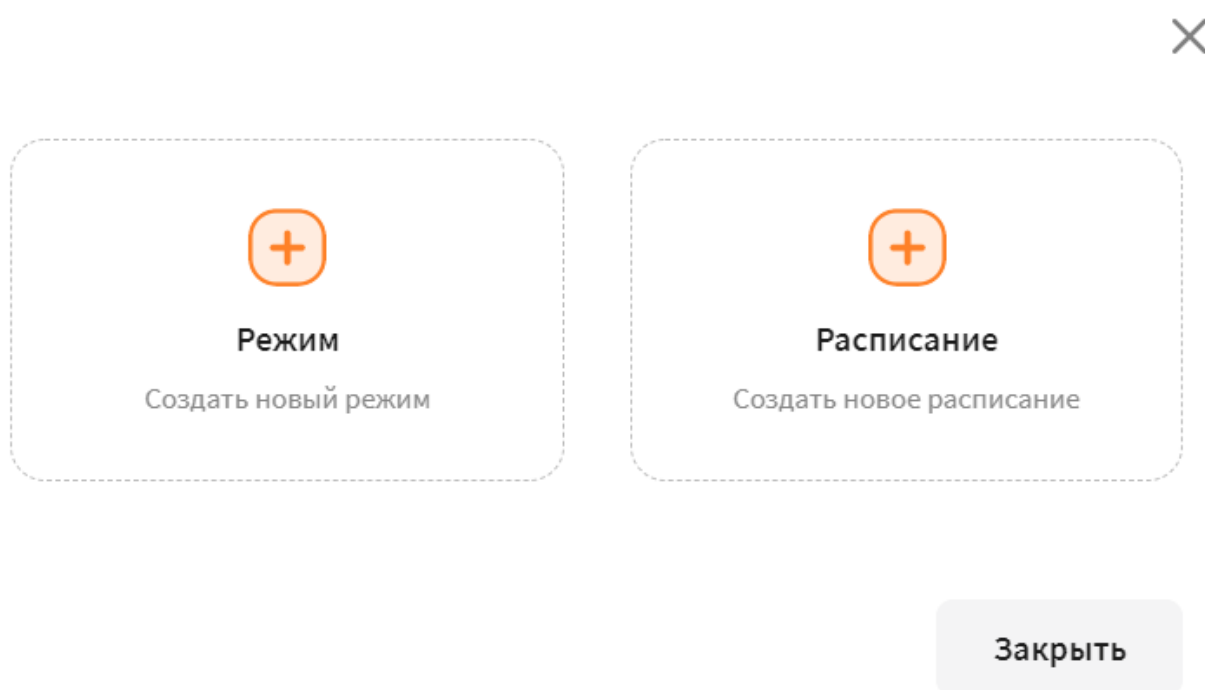 Режим
Создать новый режим
Расписание
Создать новое расписание
Закрыть